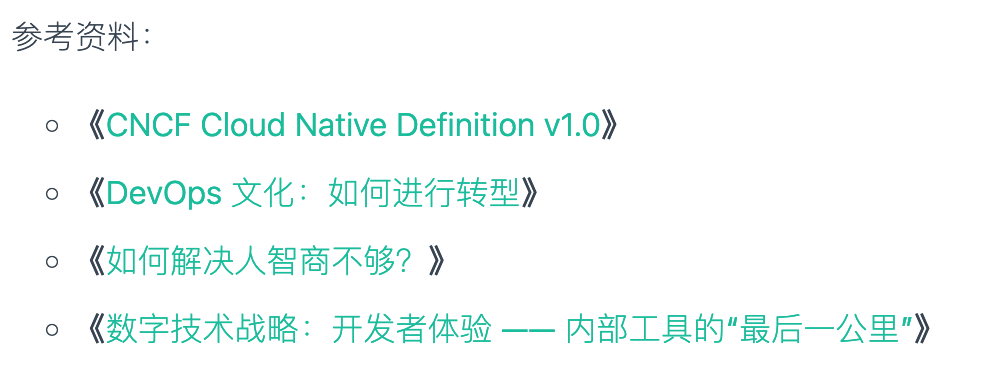 参考资料：
《CNCF Cloud Native Definition v1.0》
《DevOps 文化：如何进行转型》
《如何解决人智商不够？》
《数字技术战略：开发者体验 —— 内部工具的“最后一公里”》